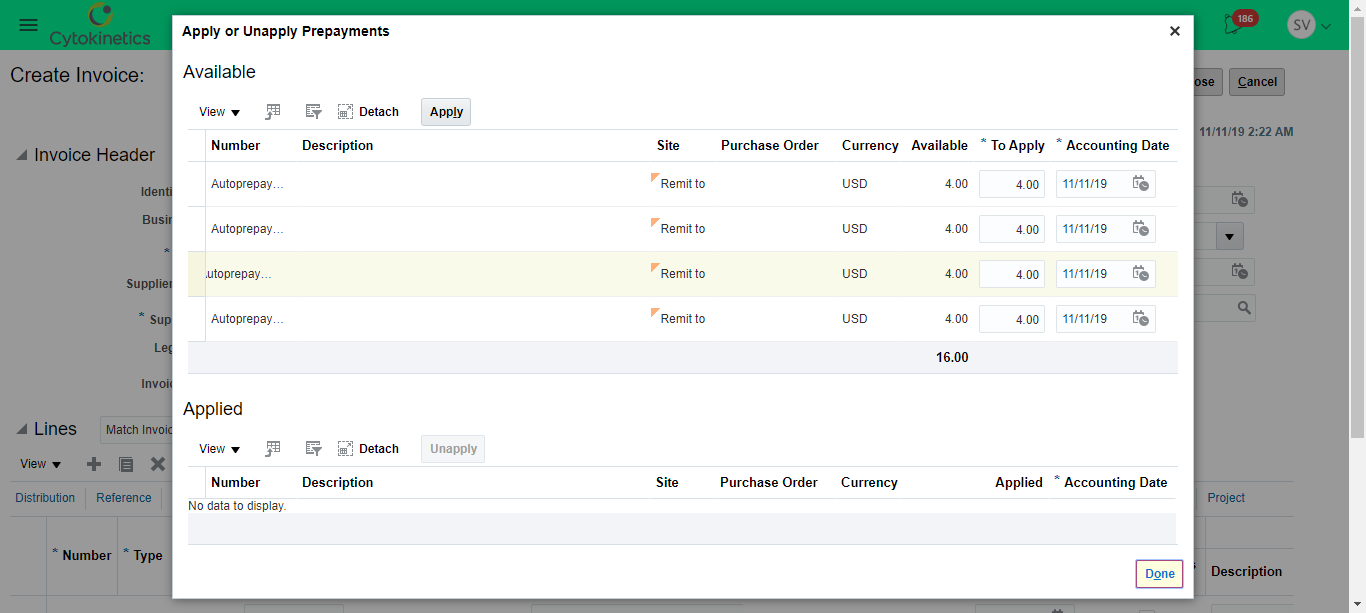 Cytokinetics
186
SV
Apply or Unapply Prepayments
Create Invoice:
Available
ose
Cancel
View
Detach
Apply
11/11/19 2:22 AM
Number Description Site Purchase Order Currency Available * To Apply * Accounting Date
Invoice Header
Autoprepay... Remit to USD 4.00 4.00 11/11/19
Identi
Busin
Autoprepay... Remit to USD 4.00 4.00 11/11/19
*
utoprepay... Remit to USD 4.00 4.00 11/11/19
Supplier
* Sup
Autoprepay... Remit to USD 4.00 4.00 11/11/19
Leg
16.00
Invoic
Applied
Lines
Match Invoic
View
Detach
Unapply
View
Number Description Site Purchase Order Currency Applied * Accounting Date
Distribution
Reference
Project
No data to display.
* Number * Type
Description
Done